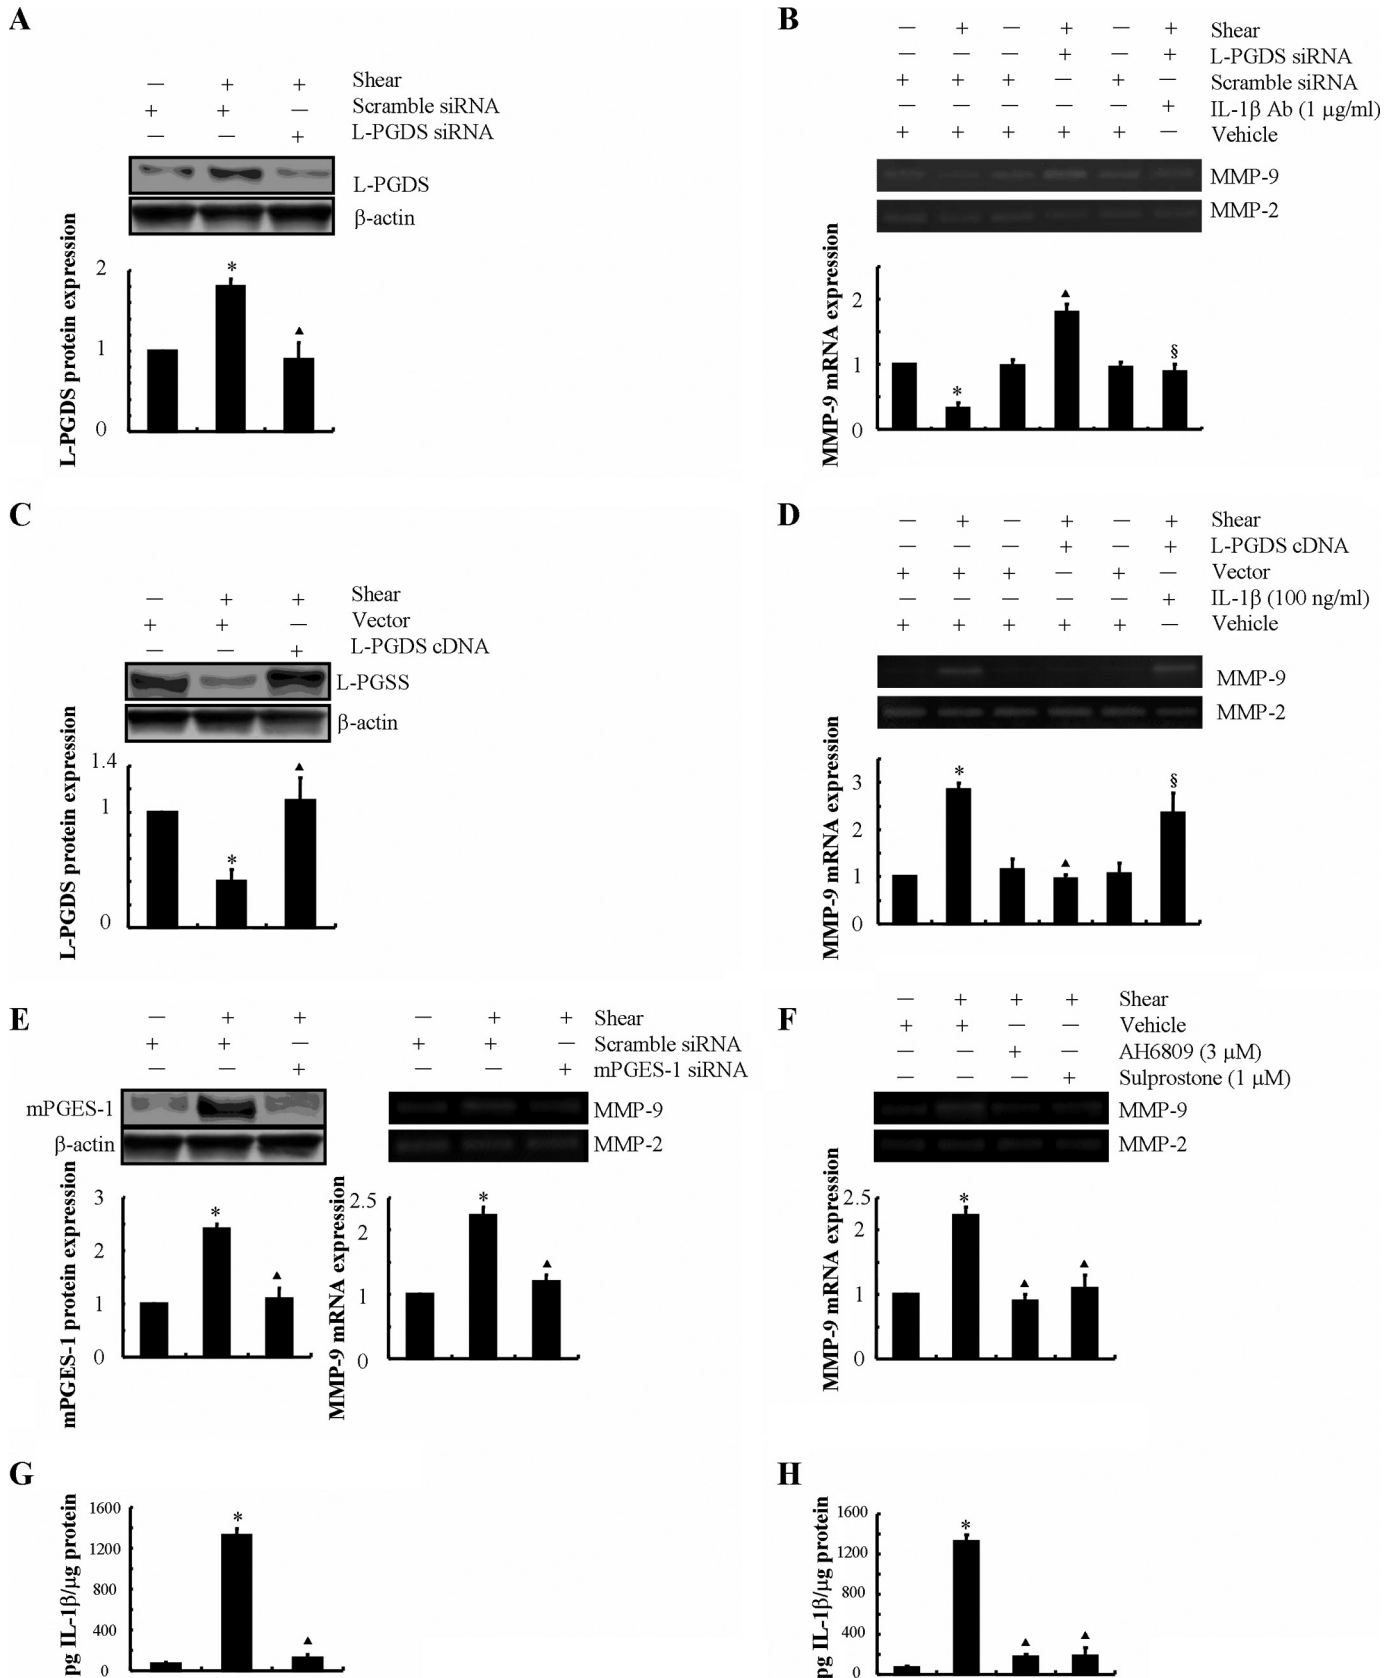 A
— + + Shear
+ + — Scramble siRNA
— — + L-PGDS siRNA
L-PGDS
β-actin
L-PGDS protein expression
2
1
0
*
▲
B
— + — + — + Shear
— — — + — + L-PGDS siRNA
+ + + — + — Scramble siRNA
— — — — — + IL-1β Ab (1 μg/ml)
+ + + + + — Vehicle
MMP-9
MMP-2
MMP-9 mRNA expression
2
1
0
*
▲
§
C
— + + Shear
+ + — Vector
— — + L-PGDS cDNA
L-PGSS
β-actin
L-PGDS protein expression
1.4
1
0
*
▲
D
— + — + — + Shear
— — — + — + L-PGDS cDNA
+ + + — + — Vector
— — — — — + IL-1β (100 ng/ml)
+ + + + + — Vehicle
MMP-9
MMP-2
MMP-9 mRNA expression
3
2
1
0
*
▲
§
E
— + + — + + Shear
+ + — + + — Scramble siRNA
— — + — — + mPGES-1 siRNA
mPGES-1
β-actin
MMP-9
MMP-2
mPGES-1 protein expression
3
2
1
0
*
▲
MMP-9 mRNA expression
2.5
2
1
0
*
▲
F
— + + + Shear
+ + — — Vehicle
— — + — AH6809 (3 μM)
— — — + Sulprostone (1 μM)
MMP-9
MMP-2
MMP-9 mRNA expression
2.5
2
1
0
*
▲
▲
G
pg IL-1β/μg protein
1600
1200
800
400
0
*
▲
H
pg IL-1β/μg protein
1600
1200
800
400
0
*
▲
▲